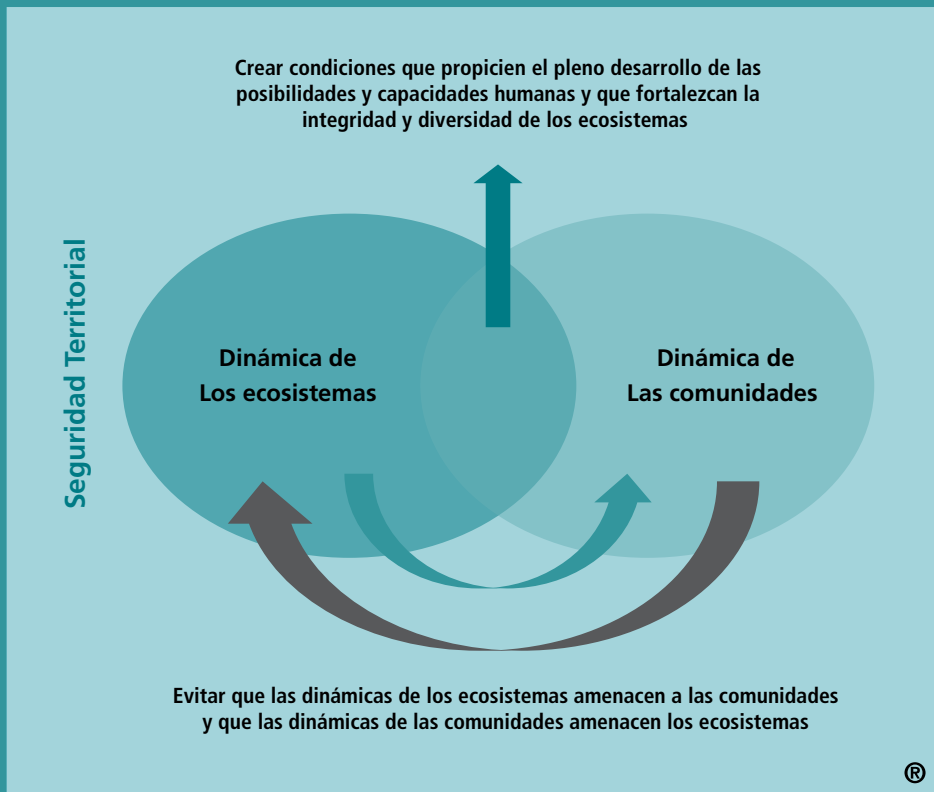 Crear condiciones que propicien el pleno desarrollo de las
posibilidades y capacidades humanas y que fortalezcan la
integridad y diversidad de los ecosistemas
Seguridad Territorial
Dinámica de
Los ecosistemas
Dinámica de
Las comunidades
Evitar que las dinámicas de los ecosistemas amenacen a las comunidades
y que las dinámicas de las comunidades amenacen los ecosistemas
®